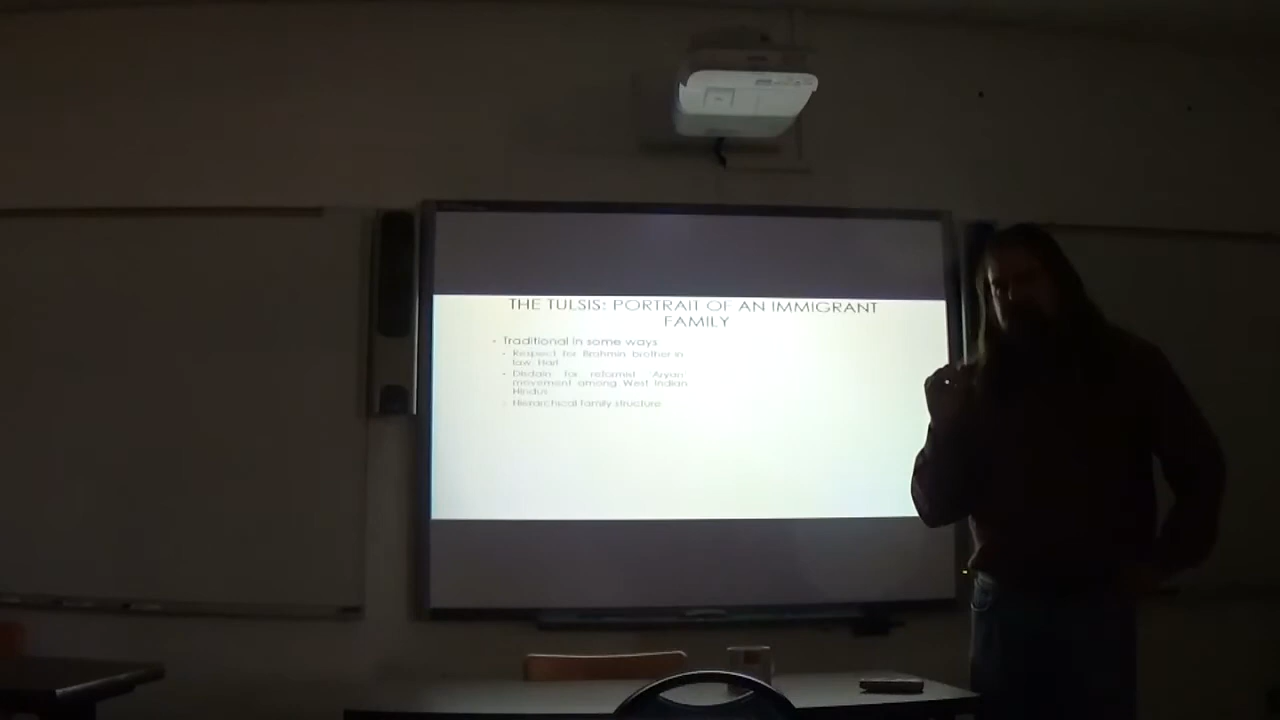 THE TULSIS: PORTRAIT OF AN IMMIGRANT
FAMILY
- Traditional in some ways
- Respect for Brahmin brother in
law, Hari
- Disdain for reformed Aryan
movement among West Indian
Hindus
- Hierarchical family structure